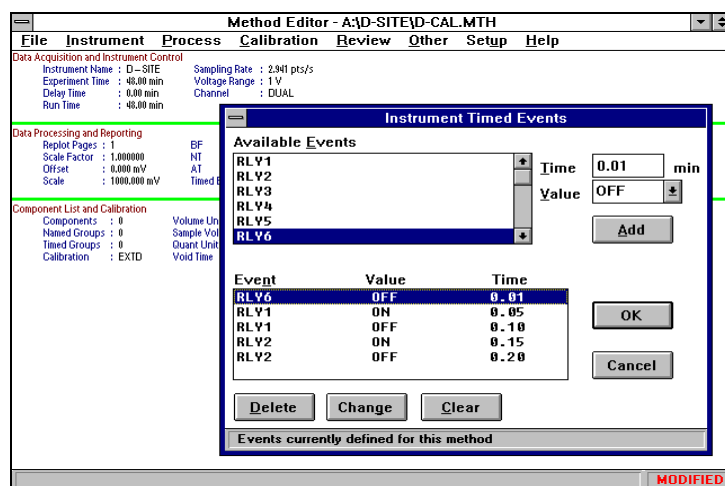 Method Editor - A:\D-SITE\D-CAL.MTH
File Instrument Process Calibration Review Other Setup Help
Data Acquisition and Instrument Control
Instrument Name : D-SITE Sampling Rate : 2.941 pts/s
Experiment Time : 48.00 min Voltage Range : 1 V
Delay Time : 0.00 min Channel : DUAL
Run Time : 48.00 min
Data Processing and Reporting
Replot Pages : 1 BF
Scale Factor : 1.000000 NT
Offset : 0.000 mV AT
Scale : 1000.000 mV Timed E
Component List and Calibration
Components : 0 Volume Un
Named Groups : 0 Sample Vol
Timed Groups : 0 Quant Unit
Calibration : EXTD Void Time
Instrument Timed Events
Available Events
RLY1
RLY2
RLY3
RLY4
RLY5
RLY6
Time 0.01 min
Value OFF
Add
Event Value Time
RLY6 OFF 0.01
RLY1 ON 0.05
RLY1 OFF 0.10
RLY2 ON 0.15
RLY2 OFF 0.20
OK
Cancel
Delete Change Clear
Events currently defined for this method
MODIFIED